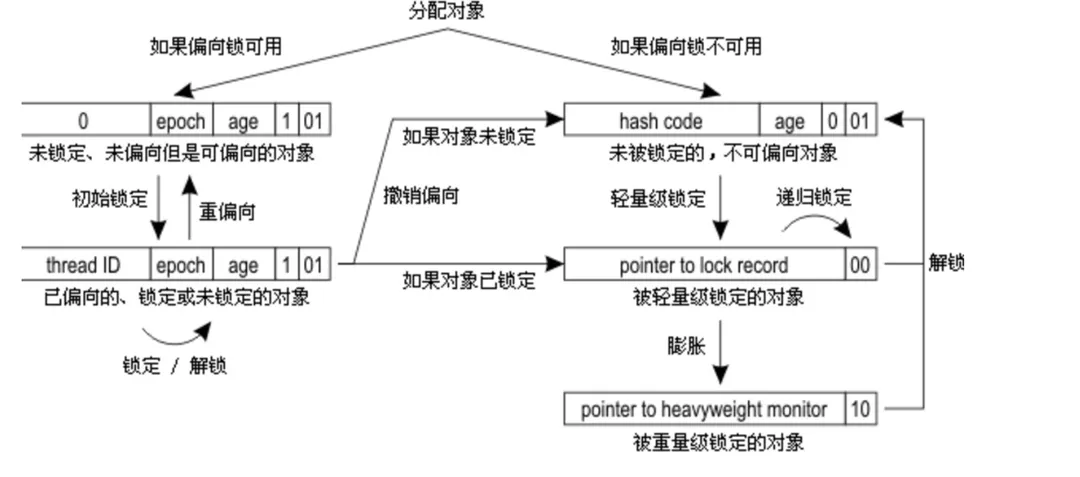 分配对象
如果偏向锁可用
如果偏向锁不可用
0 epoch age 1 01
未锁定、未偏向但是可偏向的对象
hash code age 0 01
未被锁定的，不可偏向对象
如果对象未锁定
初始锁定
重偏向
撤销偏向
轻量级锁定
递归锁定
thread ID epoch age 1 01
已偏向的、锁定或未锁定的对象
锁定 / 解锁
如果对象已锁定
pointer to lock record 00
被轻量级锁定的对象
解锁
膨胀
pointer to heavyweight monitor 10
被重量级锁定的对象